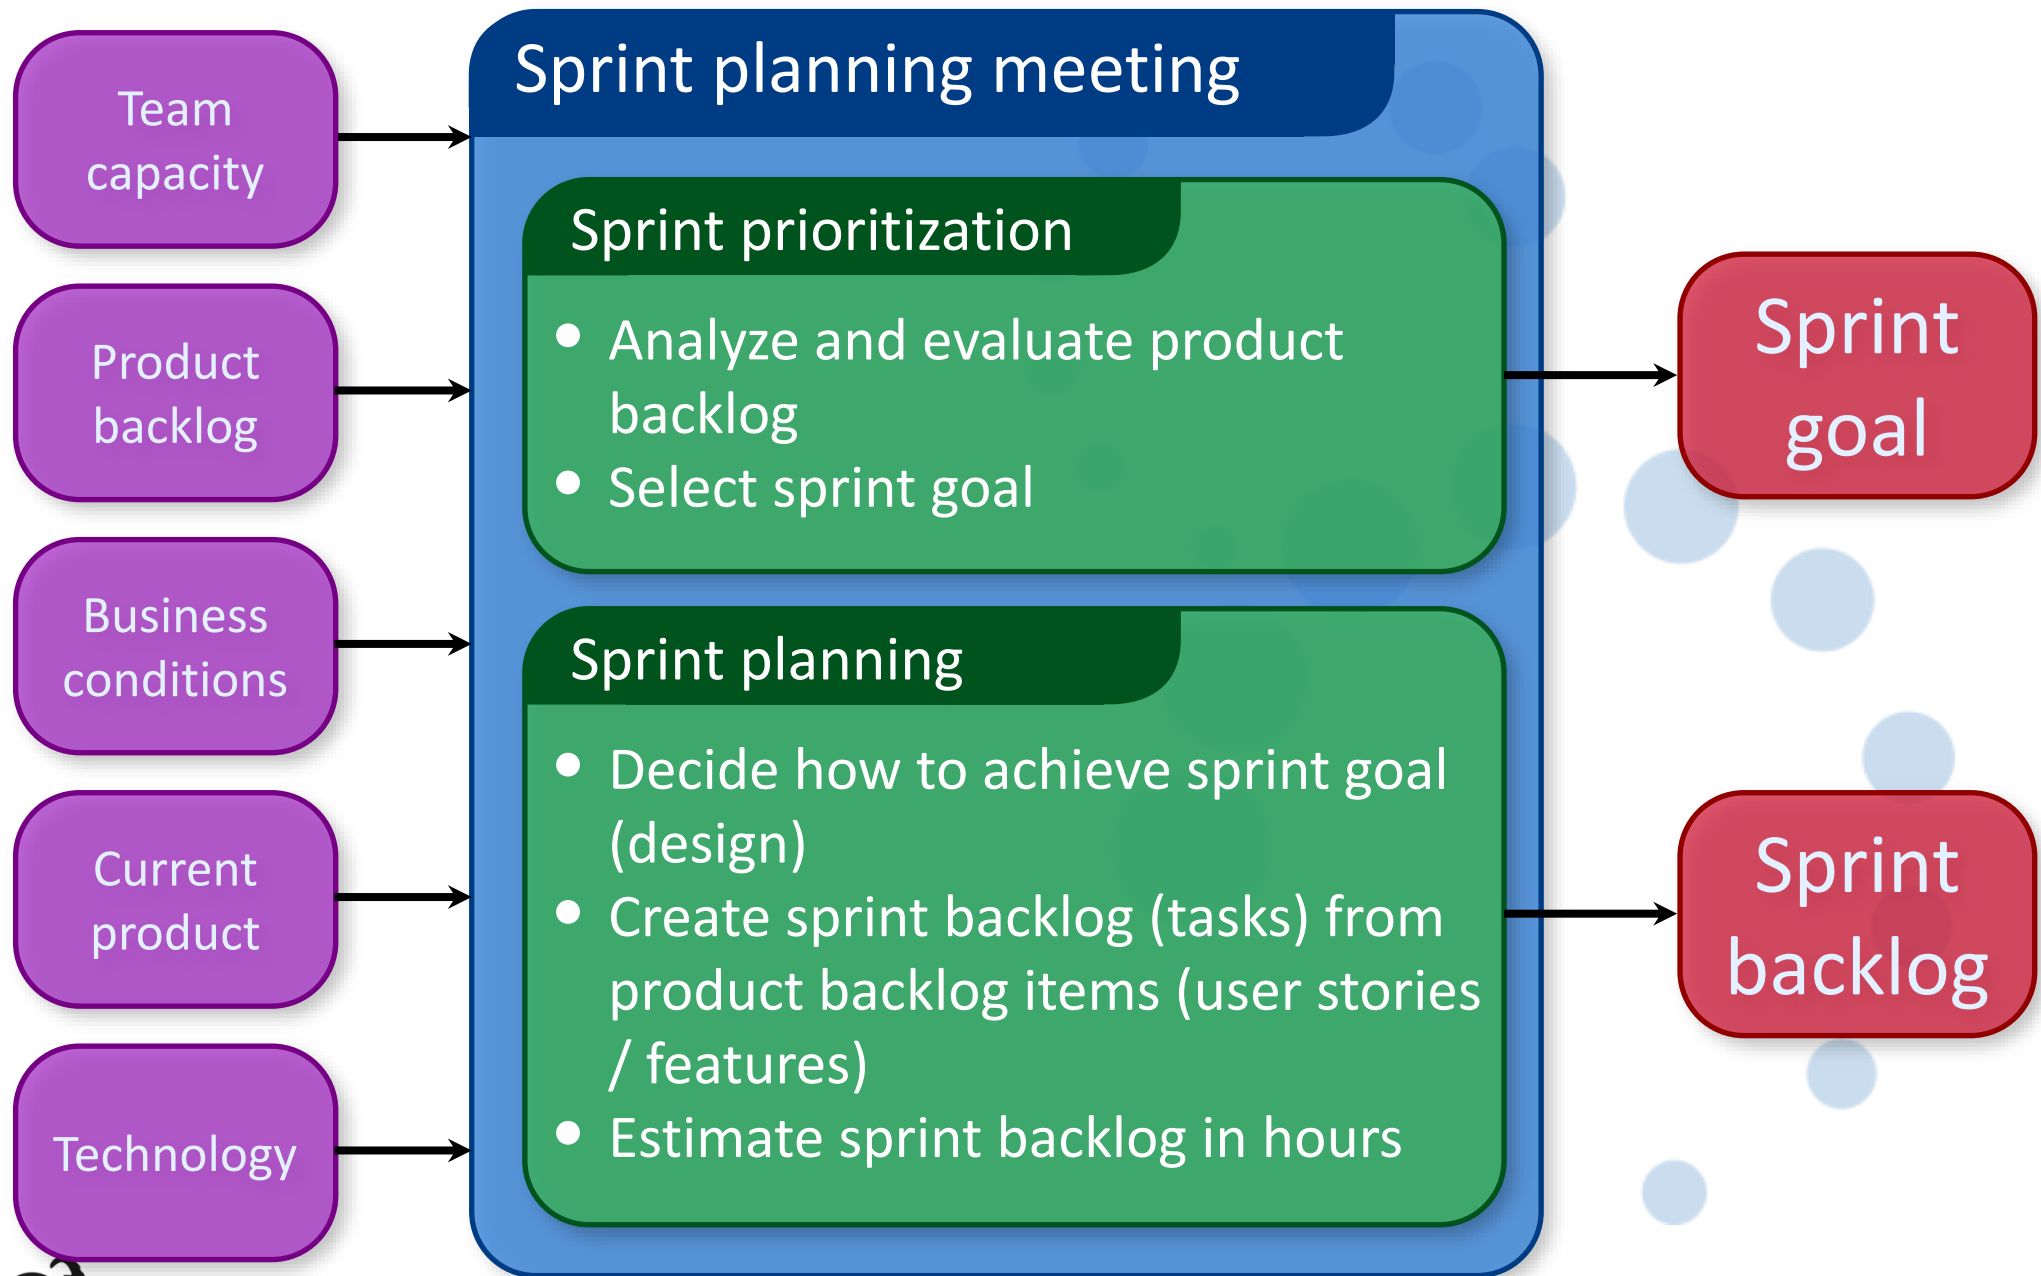 Team
capacity
Product
backlog
Business
conditions
Current
product
Technology
Sprint planning meeting
Sprint prioritization
• Analyze and evaluate product
backlog
• Select sprint goal
Sprint planning
• Decide how to achieve sprint goal
(design)
• Create sprint backlog (tasks) from
product backlog items (user stories
/ features)
• Estimate sprint backlog in hours
Sprint
goal
Sprint
backlog